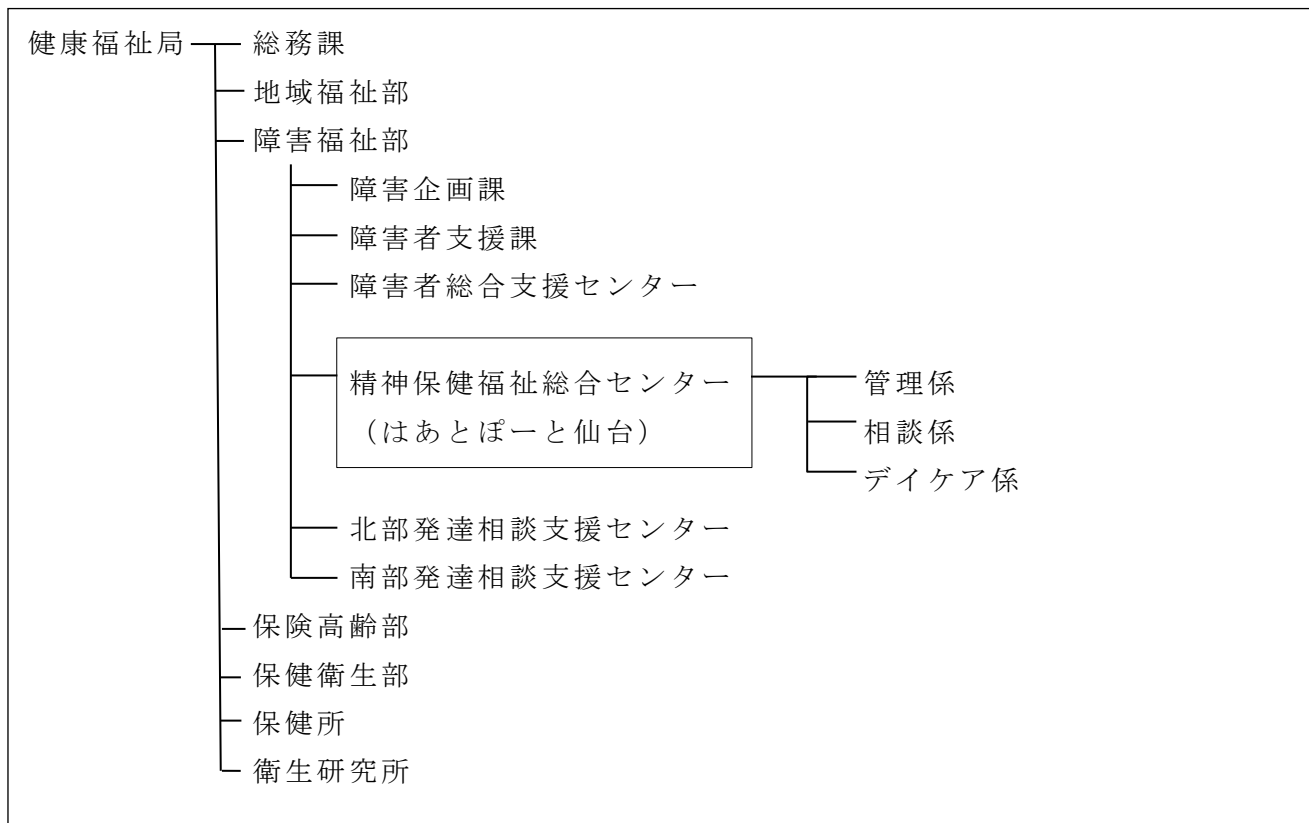 健康福祉局
総務課
地域福祉部
障害福祉部
障害企画課
障害者支援課
障害者総合支援センター
精神保健福祉総合センター
（はあとぽーと仙台）
管理係
相談係
デイケア係
北部発達相談支援センター
南部発達相談支援センター
保険高齢部
保健衛生部
保健所
衛生研究所